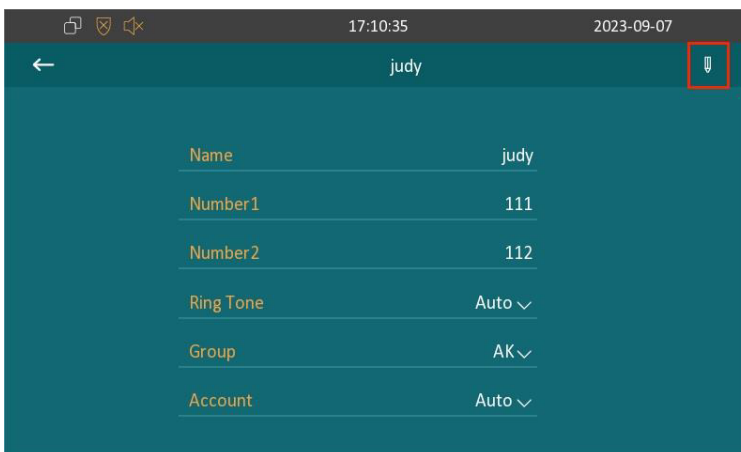 17:10:35 2023-09-07
judy
Name judy
Number1 111
Number2 112
Ring Tone Auto
Group AK
Account Auto